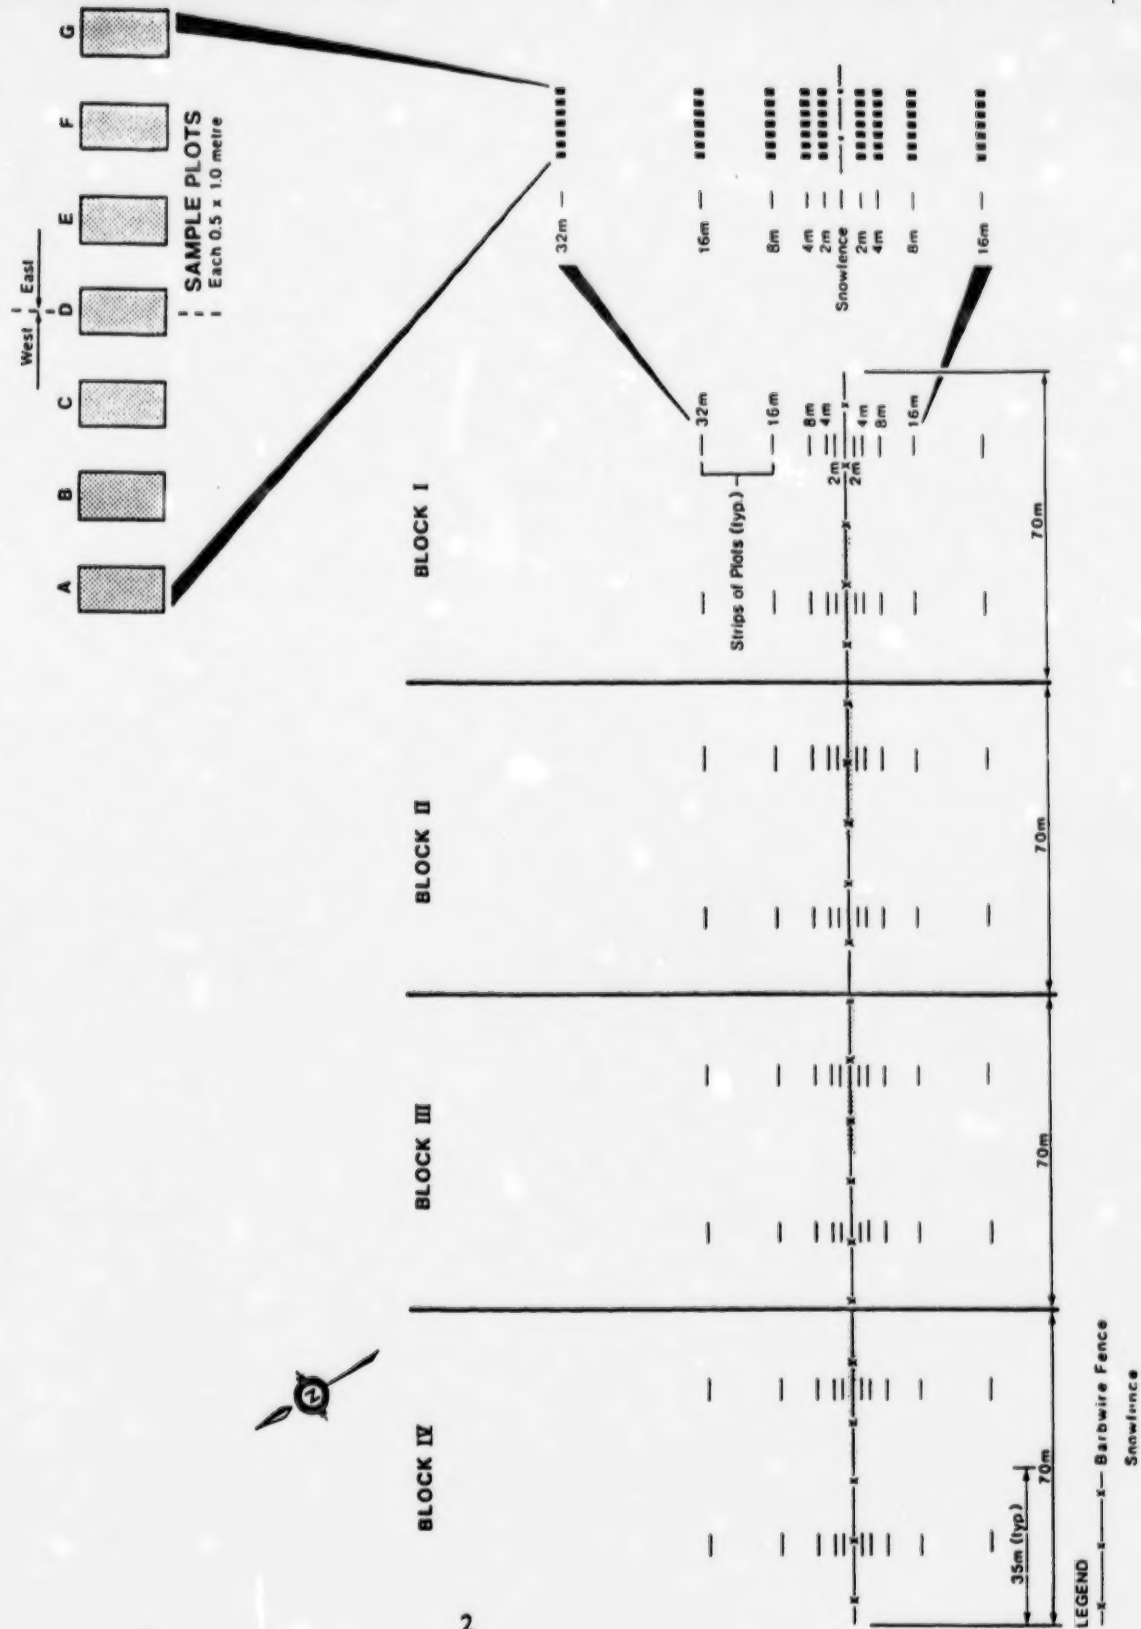 A B C D E F G
West East
SAMPLE PLOTS
Each 0.5 x 1.0 metre
32m
16m
8m
4m
2m
Snowfence
2m
4m
8m
16m
BLOCK IV
BLOCK III
BLOCK II
BLOCK I
Strips of Plots (typ.)
32m
16m
8m
4m
2m
2m
4m
8m
16m
N
35m (typ)
70m
70m
70m
70m
LEGEND
Barbwire Fence
Snowfence
2